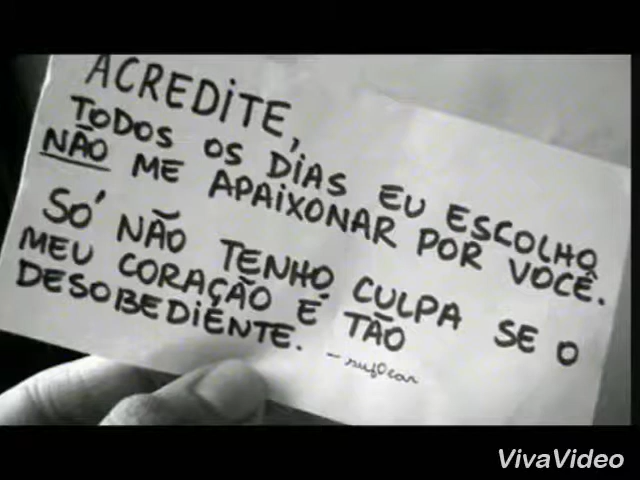 ACREDITE,
TODOS OS DIAS EU ESCOLHO
NÃO ME APAIXONAR POR VOCÊ.
SÓ NÃO TENHO CULPA SE O
MEU CORAÇÃO É TÃO
DESOBEDIENTE.
- sufocar
VivaVideo